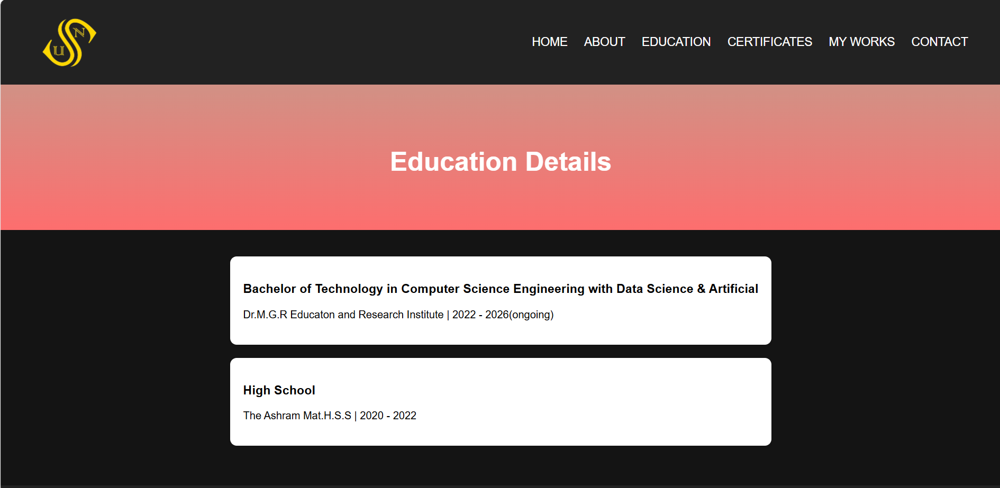 N
U
HOME ABOUT EDUCATION CERTIFICATES MY WORKS CONTACT
Education Details
Bachelor of Technology in Computer Science Engineering with Data Science & Artificial
Dr.M.G.R Educaton and Research Institute | 2022 - 2026(ongoing)
High School
The Ashram Mat.H.S.S | 2020 - 2022